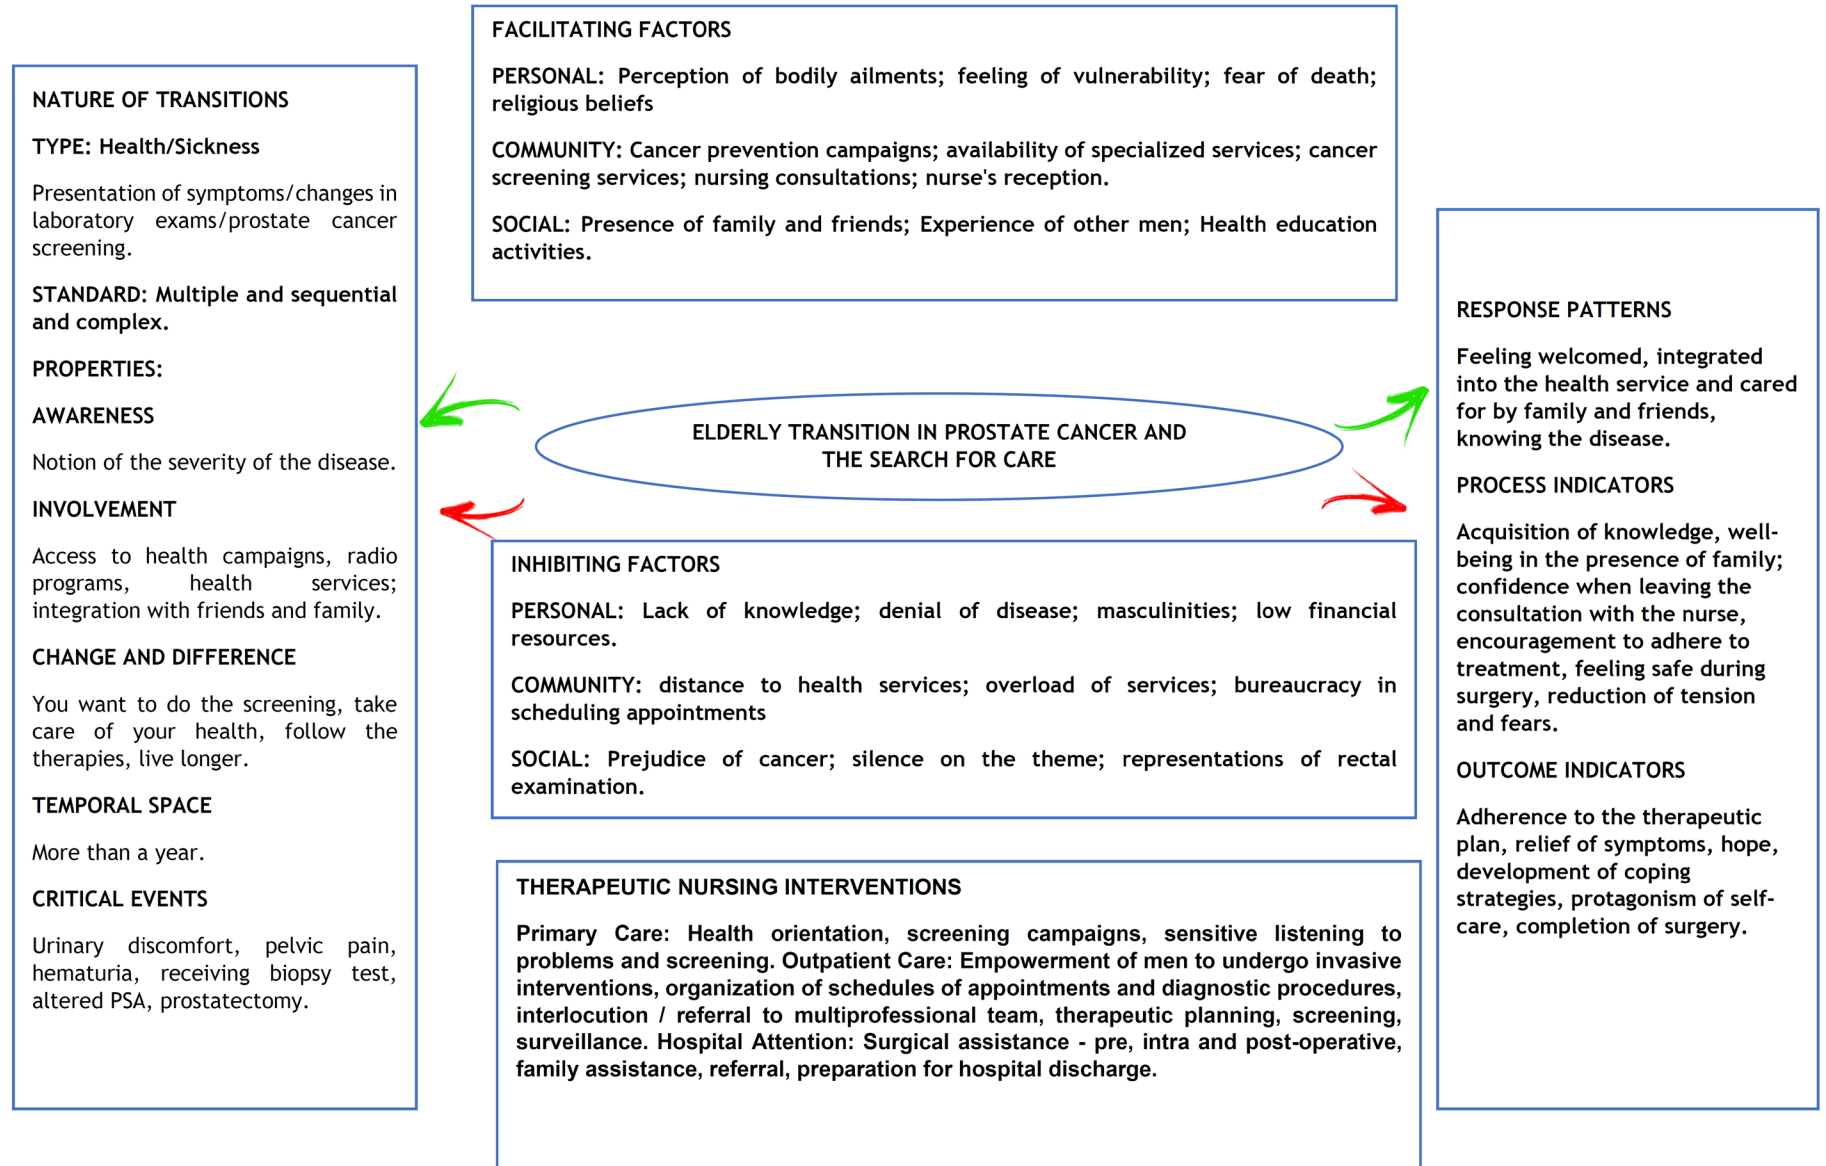 NATURE OF TRANSITIONS
TYPE: Health/Sickness
Presentation of symptoms/changes in
laboratory exams/prostate cancer
screening.
STANDARD: Multiple and sequential
and complex.
PROPERTIES:
AWARENESS
Notion of the severity of the disease.
INVOLVEMENT
Access to health campaigns, radio
programs, health services;
integration with friends and family.
CHANGE AND DIFFERENCE
You want to do the screening, take
care of your health, follow the
therapies, live longer.
TEMPORAL SPACE
More than a year.
CRITICAL EVENTS
Urinary discomfort, pelvic pain,
hematuria, receiving biopsy test,
altered PSA, prostatectomy.
FACILITATING FACTORS
PERSONAL: Perception of bodily ailments; feeling of vulnerability; fear of death;
religious beliefs
COMMUNITY: Cancer prevention campaigns; availability of specialized services; cancer
screening services; nursing consultations; nurse's reception.
SOCIAL: Presence of family and friends; Experience of other men; Health education
activities.
ELDERLY TRANSITION IN PROSTATE CANCER AND
THE SEARCH FOR CARE
INHIBITING FACTORS
PERSONAL: Lack of knowledge; denial of disease; masculinities; low financial
resources.
COMMUNITY: distance to health services; overload of services; bureaucracy in
scheduling appointments
SOCIAL: Prejudice of cancer; silence on the theme; representations of rectal
examination.
THERAPEUTIC NURSING INTERVENTIONS
Primary Care: Health orientation, screening campaigns, sensitive listening to
problems and screening. Outpatient Care: Empowerment of men to undergo invasive
interventions, organization of schedules of appointments and diagnostic procedures,
interlocution / referral to multiprofessional team, therapeutic planning, screening,
surveillance. Hospital Attention: Surgical assistance - pre, intra and post-operative,
family assistance, referral, preparation for hospital discharge.
RESPONSE PATTERNS
Feeling welcomed, integrated
into the health service and cared
for by family and friends,
knowing the disease.
PROCESS INDICATORS
Acquisition of knowledge, well-
being in the presence of family;
confidence when leaving the
consultation with the nurse,
encouragement to adhere to
treatment, feeling safe during
surgery, reduction of tension
and fears.
OUTCOME INDICATORS
Adherence to the therapeutic
plan, relief of symptoms, hope,
development of coping
strategies, protagonism of self-
care, completion of surgery.